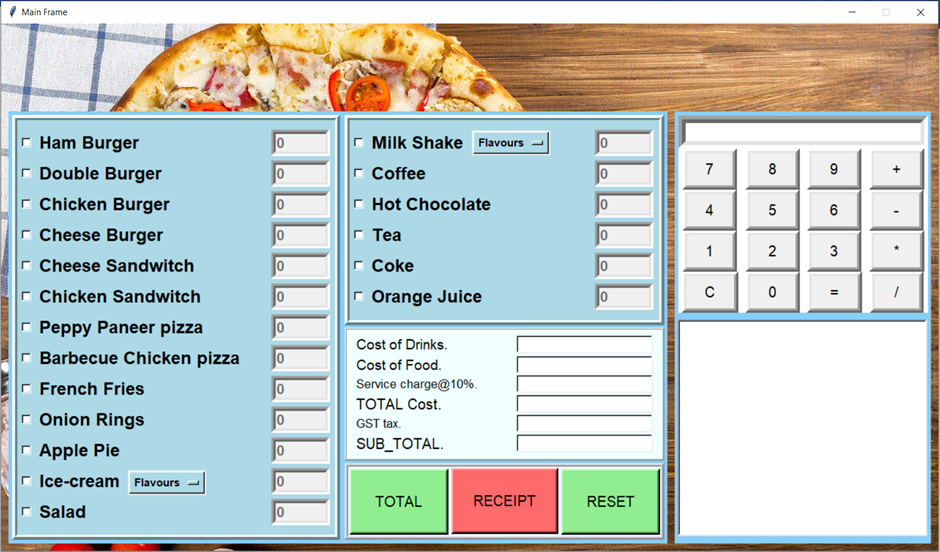 Main Frame
Ham Burger 0
Double Burger 0
Chicken Burger 0
Cheese Burger 0
Cheese Sandwitch 0
Chicken Sandwitch 0
Peppy Paneer pizza 0
Barbecue Chicken pizza 0
French Fries 0
Onion Rings 0
Apple Pie 0
Ice-cream Flavours 0
Salad 0
Milk Shake Flavours 0
Coffee 0
Hot Chocolate 0
Tea 0
Coke 0
Orange Juice 0
Cost of Drinks.
Cost of Food.
Service charge@10%.
TOTAL Cost.
GST tax.
SUB_TOTAL.
TOTAL RECEIPT RESET
7 8 9 +
4 5 6 -
1 2 3 *
C 0 = /